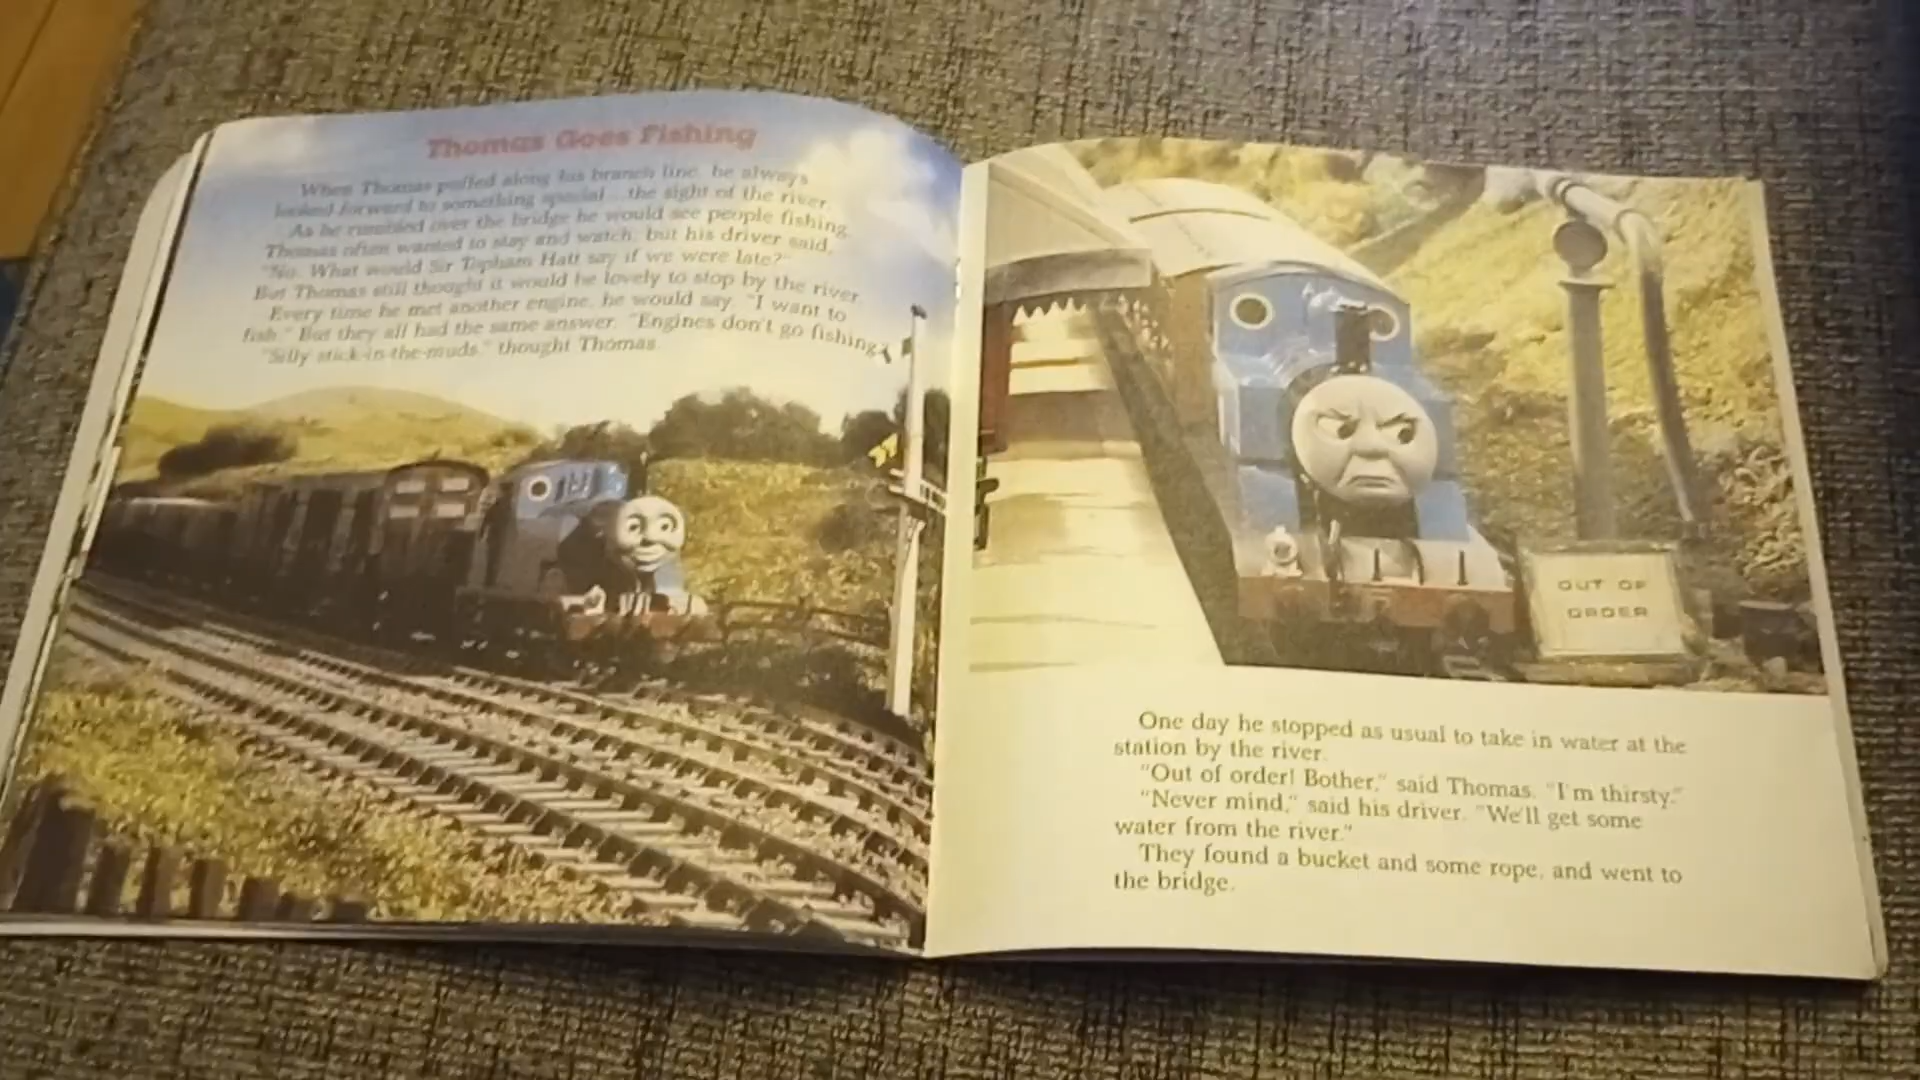 Thomas Goes Fishing
When Thomas puffed along his branch line, he always
looked forward to something special...the sight of the river.
As he rumbled over the bridge he would see people fishing.
Thomas often wanted to stay and watch, but his driver said,
"No. What would Sir Topham Hatt say if we were late?"
But Thomas still thought it would be lovely to stop by the river.
Every time he met another engine, he would say, "I want to
fish." But they all had the same answer. "Engines don't go fishing."
"Silly stick-in-the-muds," thought Thomas.
OUT OF
ORDER
One day he stopped as usual to take in water at the
station by the river.
"Out of order! Bother," said Thomas. "I'm thirsty."
"Never mind," said his driver. "We'll get some
water from the river."
They found a bucket and some rope, and went to
the bridge.